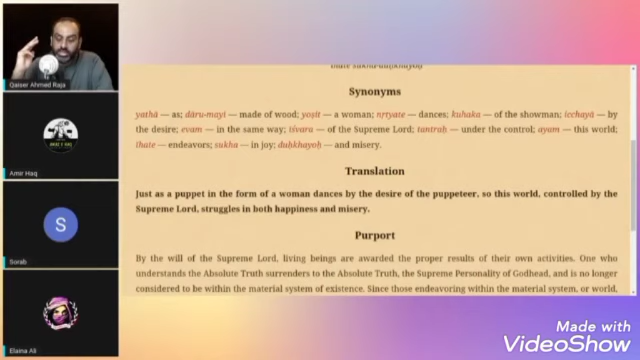 Synonyms
yathā — as; dāru-mayī — made of wood; yoṣit — a woman; nṛtyate — dances; kuhaka — of the showman; icchayā — by
the desire; evam — in the same way; īśvara — of the Supreme Lord; tantraḥ — under the control; ayam — this world;
īhate — endeavors; sukha — in joy; duḥkhayoḥ — and misery.
Translation
Just as a puppet in the form of a woman dances by the desire of the puppeteer, so this world, controlled by the
Supreme Lord, struggles in both happiness and misery.
Purport
By the will of the Supreme Lord, living beings are awarded the proper results of their own activities. One who
understands the Absolute Truth surrenders to the Absolute Truth, the Supreme Personality of Godhead, and is no longer
considered to be within the material system of existence. Since those endeavoring within the material system, or world,
Qaiser Ahmed Raja
Amir Haq
S
Sorab
Elaina Ali
Made with
VideoShow